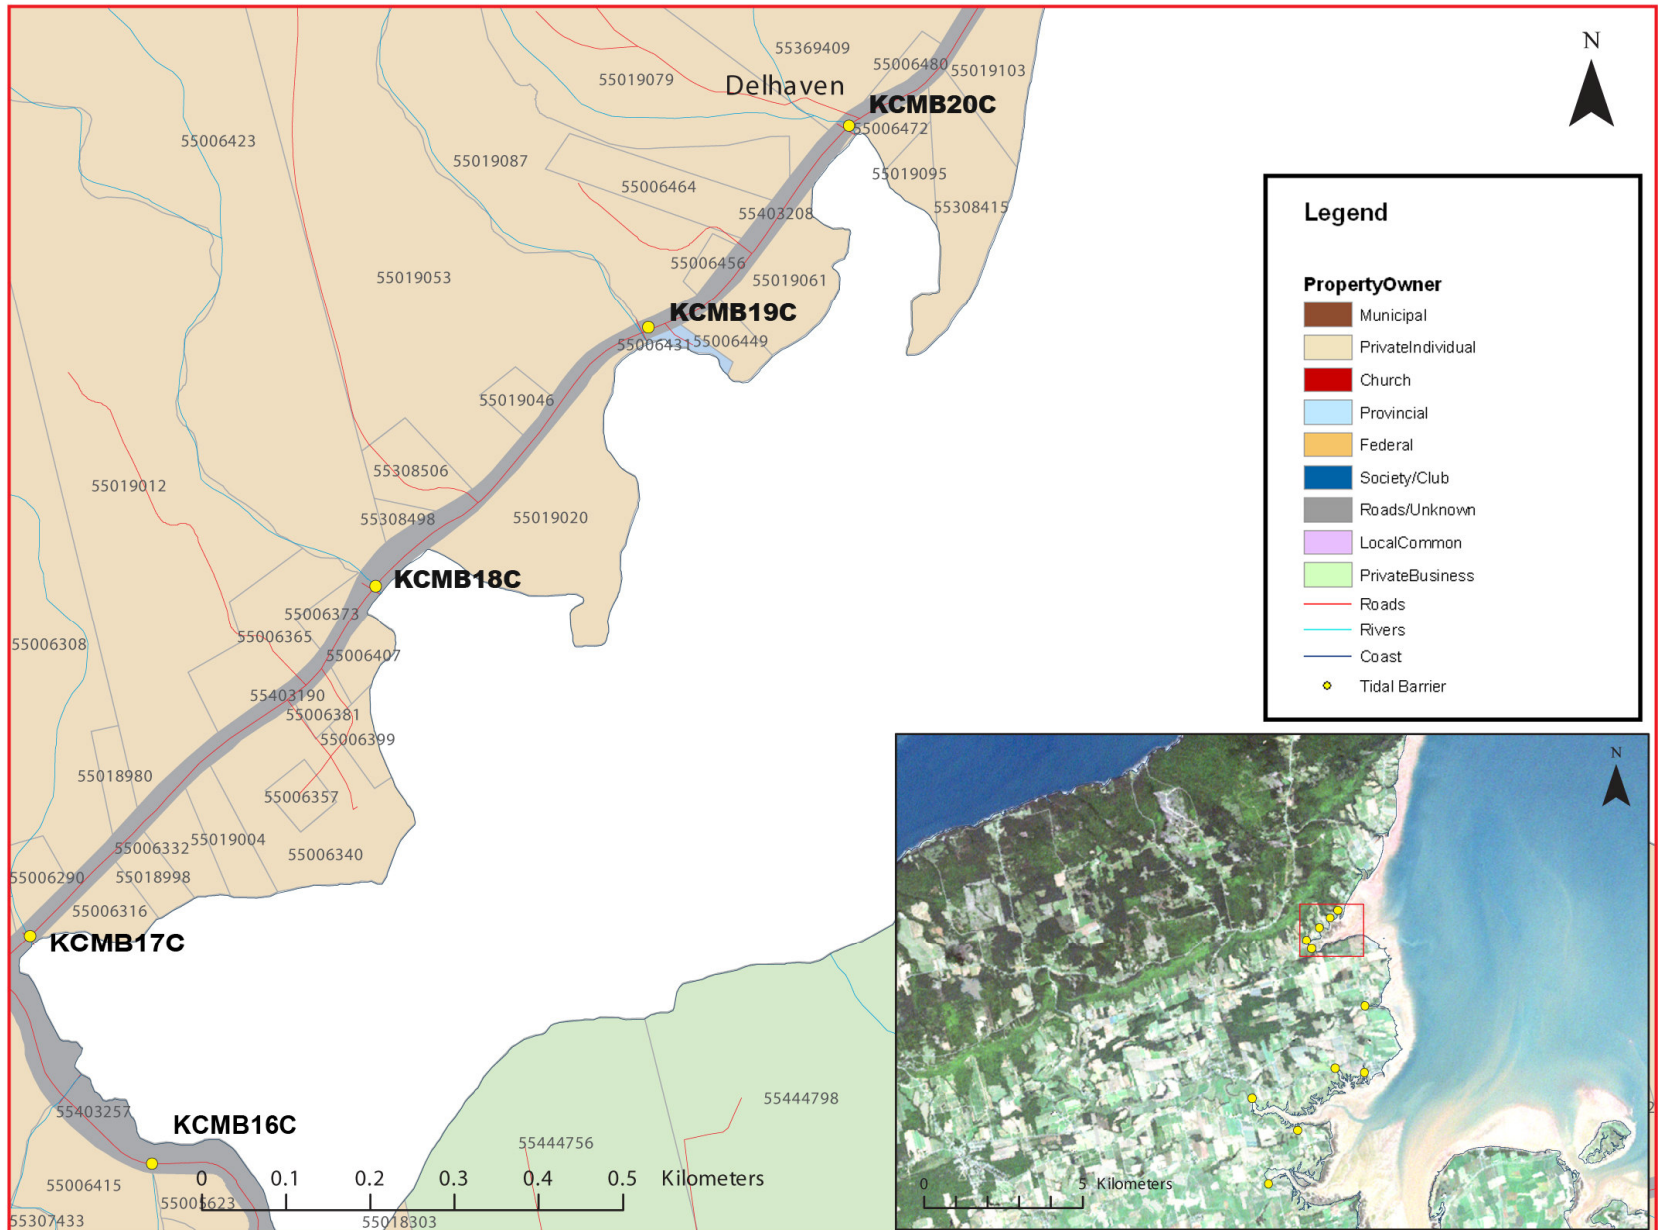 N
55369409
55006480
55019103
55019079
Delhaven
KCMB20C
55006472
55006423
55019087
55019095
55006464
55308415
55403208
55006456
55019061
55019053
KCMB19C
55006431
55006449
55019046
55308506
55019012
55308498
55019020
KCMB18C
55006373
55006365
55006308
55006407
55403190
55006381
55006399
55018980
55006357
55006332
55019004
55006340
55006290
55018998
55006316
KCMB17C
55403257
KCMB16C
55444798
55444756
55006415
55005623
55307433
55018303
0 0.1 0.2 0.3 0.4 0.5 Kilometers
Legend
PropertyOwner
Municipal
PrivateIndividual
Church
Provincial
Federal
Society/Club
Roads/Unknown
LocalCommon
PrivateBusiness
Roads
Rivers
Coast
Tidal Barrier
N
0 5 Kilometers
2